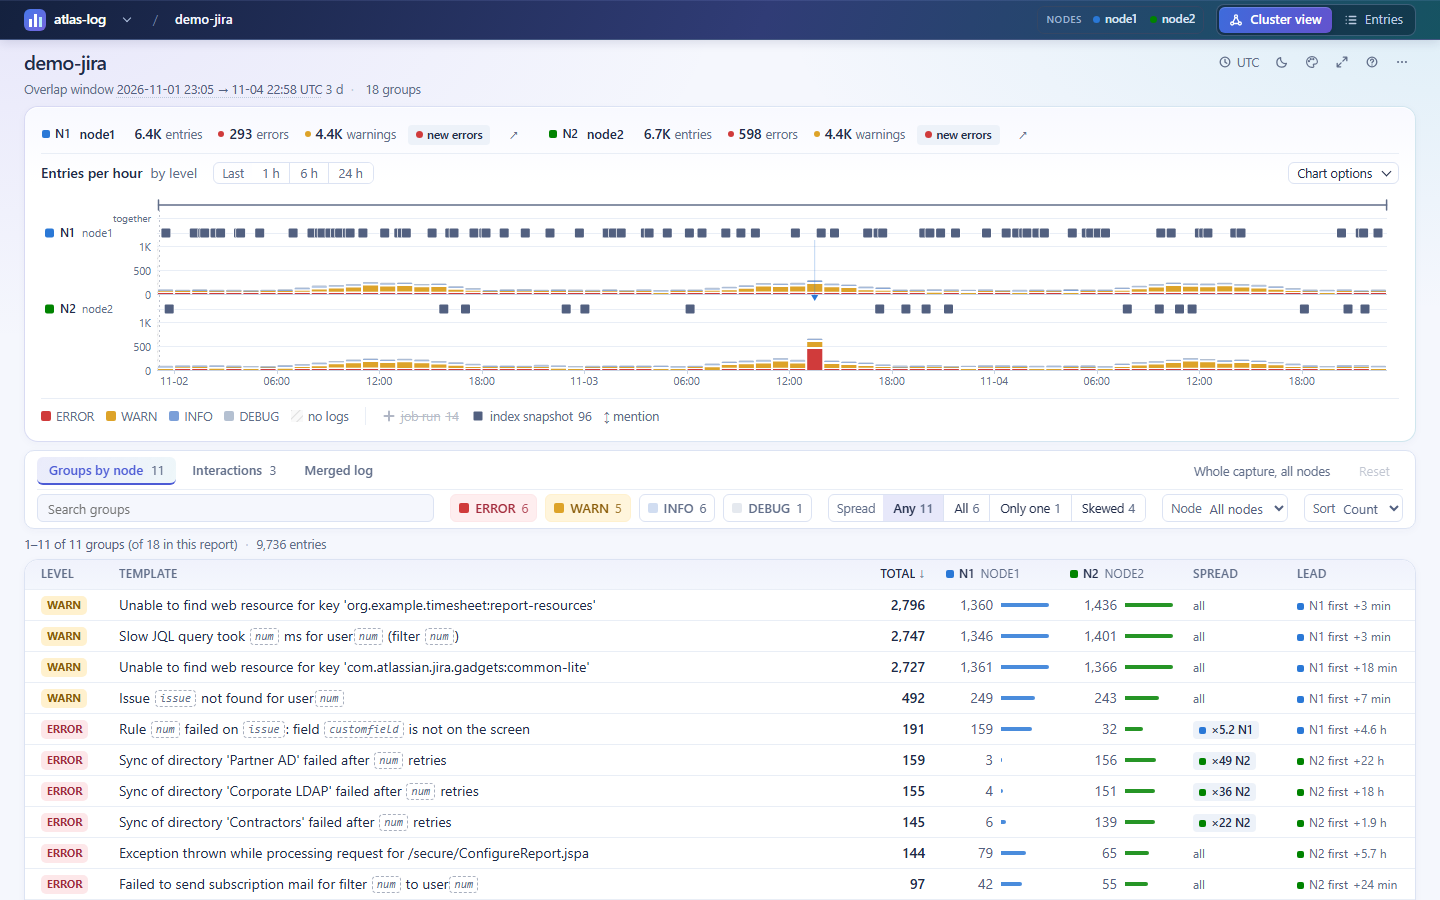 atlas-log / demo-jira NODES node1 node2 Cluster view Entries
demo-jira UTC
Overlap window 2026-11-01 23:05 → 11-04 22:58 UTC 3 d · 18 groups
N1 node1 6.4K entries 293 errors 4.4K warnings new errors ↗ N2 node2 6.7K entries 598 errors 4.4K warnings new errors ↗
Entries per hour by level Last 1 h 6 h 24 h Chart options
together
N1 node1
1K
500
0
N2 node2
1K
500
0
11-02 06:00 12:00 18:00 11-03 06:00 12:00 18:00 11-04 06:00 12:00 18:00
ERROR WARN INFO DEBUG no logs job run 14 index snapshot 96 mention
Groups by node 11 Interactions 3 Merged log Whole capture, all nodes Reset
Search groups ERROR 6 WARN 5 INFO 6 DEBUG 1 Spread Any 11 All 6 Only one 1 Skewed 4 Node All nodes Sort Count
1–11 of 11 groups (of 18 in this report) · 9,736 entries
LEVEL TEMPLATE TOTAL ↓ N1 NODE1 N2 NODE2 SPREAD LEAD
WARN Unable to find web resource for key 'org.example.timesheet:report-resources' 2,796 1,360 1,436 all N1 first +3 min
WARN Slow JQL query took num ms for user num (filter num) 2,747 1,346 1,401 all N1 first +3 min
WARN Unable to find web resource for key 'com.atlassian.jira.gadgets:common-lite' 2,727 1,361 1,366 all N1 first +18 min
WARN Issue issue not found for user num 492 249 243 all N1 first +7 min
ERROR Rule num failed on issue: field customfield is not on the screen 191 159 32 ×5.2 N1 N1 first +4.6 h
ERROR Sync of directory 'Partner AD' failed after num retries 159 3 156 ×49 N2 N2 first +22 h
ERROR Sync of directory 'Corporate LDAP' failed after num retries 155 4 151 ×36 N2 N2 first +18 h
ERROR Sync of directory 'Contractors' failed after num retries 145 6 139 ×22 N2 N2 first +1.9 h
ERROR Exception thrown while processing request for /secure/ConfigureReport.jspa 144 79 65 all N2 first +5.7 h
ERROR Failed to send subscription mail for filter num to user num 97 42 55 all N2 first +24 min